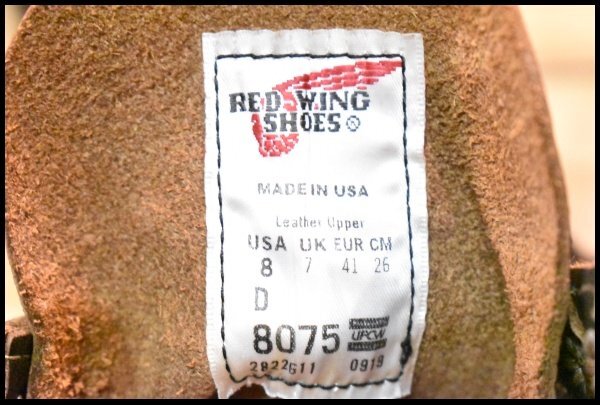 RED WING
SHOES®
MADE IN USA
Leather Upper
USA UK EUR CM
8 7 41 26
D
8075 UFCW
2822G11 0919